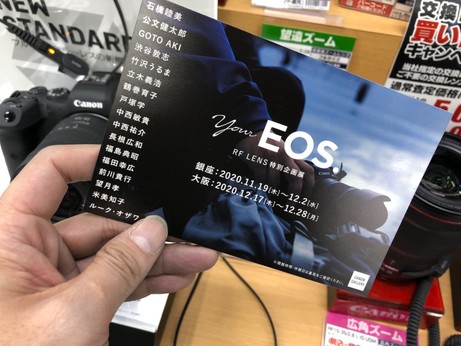 NEW
STANDARD
Canon
石橋睦美
公文健太郎
GOTO AKI
渋谷敦志
竹沢うるま
立木義浩
鶴巻育子
戸塚学
中西敏貴
中西祐介
長根広和
福島典昭
福田幸広
前川貴行
望月孝
米美知子
ルーク・オザワ
Your EOS
RF LENS 特別企画展
銀座:2020.11.19(木)〜12.2(水)
大阪:2020.12.17(木)〜12.28(月)
CANON
GALLERY
望遠ズーム
交換
買い
キャンペー
広角ズーム